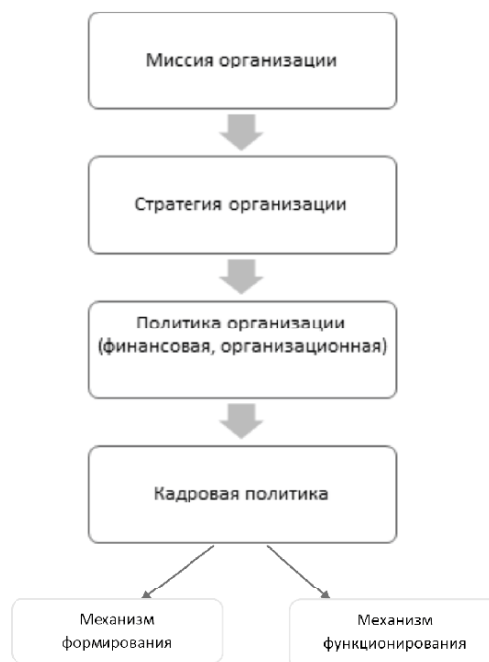 Миссия организации
Стратегия организации
Политика организации
(финансовая, организационная)
Кадровая политика
Механизм
формирования
Механизм
функционирования